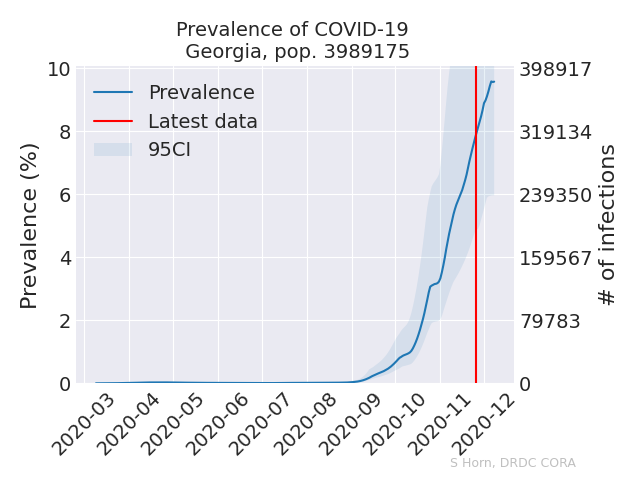 Prevalence of COVID-19
Georgia, pop. 3989175
10
8
6
4
2
0
Prevalence (%)
Prevalence
Latest data
95CI
398917
319134
239350
159567
79783
0
# of infections
2020-03
2020-04
2020-05
2020-06
2020-07
2020-08
2020-09
2020-10
2020-11
2020-12
S Horn, DRDC CORA